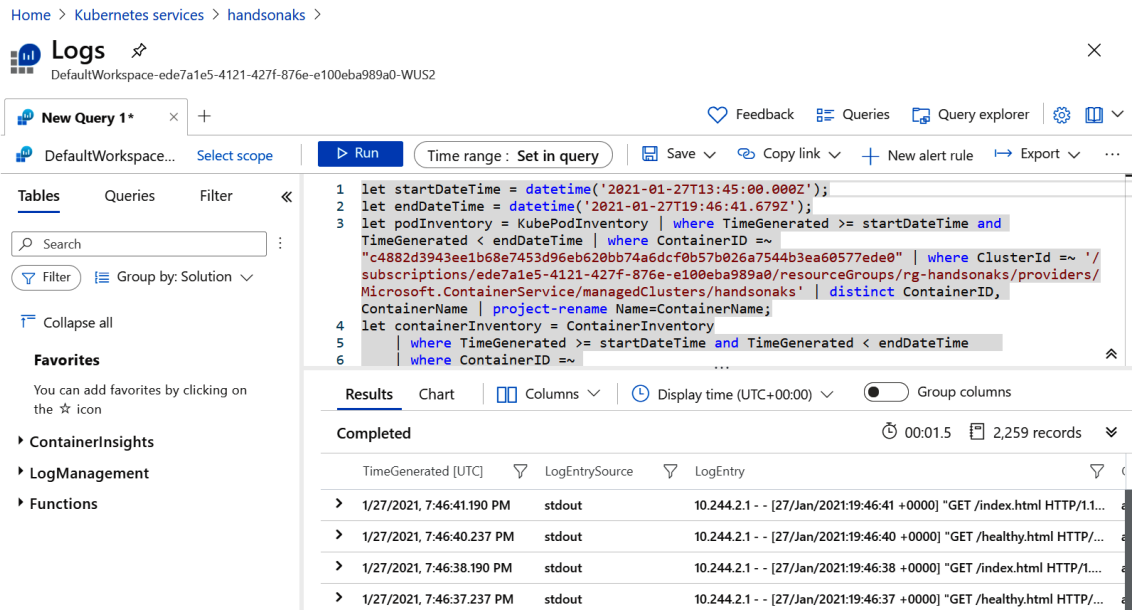 Home > Kubernetes services > handsonaks >
Logs
DefaultWorkspace-ede7a1e5-4121-427f-876e-e100eba989a0-WUS2
New Query 1*
Feedback Queries Query explorer
DefaultWorkspace... Select scope
Run Time range : Set in query Save Copy link New alert rule Export ...
Tables Queries Filter
Search
Filter Group by: Solution
Collapse all
Favorites
You can add favorites by clicking on
the ☆ icon
ContainerInsights
LogManagement
Functions
1 let startDateTime = datetime('2021-01-27T13:45:00.000Z');
2 let endDateTime = datetime('2021-01-27T19:46:41.679Z');
3 let podInventory = KubePodInventory | where TimeGenerated >= startDateTime and
TimeGenerated < endDateTime | where ContainerID =~
"c4882d3943ee1b68e7453d96eb620bb74a6dcf0b57b026a7544b3ea60577ede0" | where ClusterId =~ '/
subscriptions/ede7a1e5-4121-427f-876e-e100eba989a0/resourceGroups/rg-handsonaks/providers/
Microsoft.ContainerService/managedClusters/handsonaks' | distinct ContainerID,
ContainerName | project-rename Name=ContainerName;
4 let containerInventory = ContainerInventory
5 | where TimeGenerated >= startDateTime and TimeGenerated < endDateTime
6 | where ContainerID =~
Results Chart Columns Display time (UTC+00:00) Group columns
Completed 00:01.5 2,259 records
TimeGenerated [UTC] LogEntrySource LogEntry
1/27/2021, 7:46:41.190 PM stdout 10.244.2.1 - - [27/Jan/2021:19:46:41 +0000] "GET /index.html HTTP/1.1...
1/27/2021, 7:46:40.237 PM stdout 10.244.2.1 - - [27/Jan/2021:19:46:40 +0000] "GET /healthy.html HTTP/...
1/27/2021, 7:46:38.190 PM stdout 10.244.2.1 - - [27/Jan/2021:19:46:38 +0000] "GET /index.html HTTP/1....
1/27/2021, 7:46:37.237 PM stdout 10.244.2.1 - - [27/Jan/2021:19:46:37 +0000] "GET /healthy.html HTTP/...